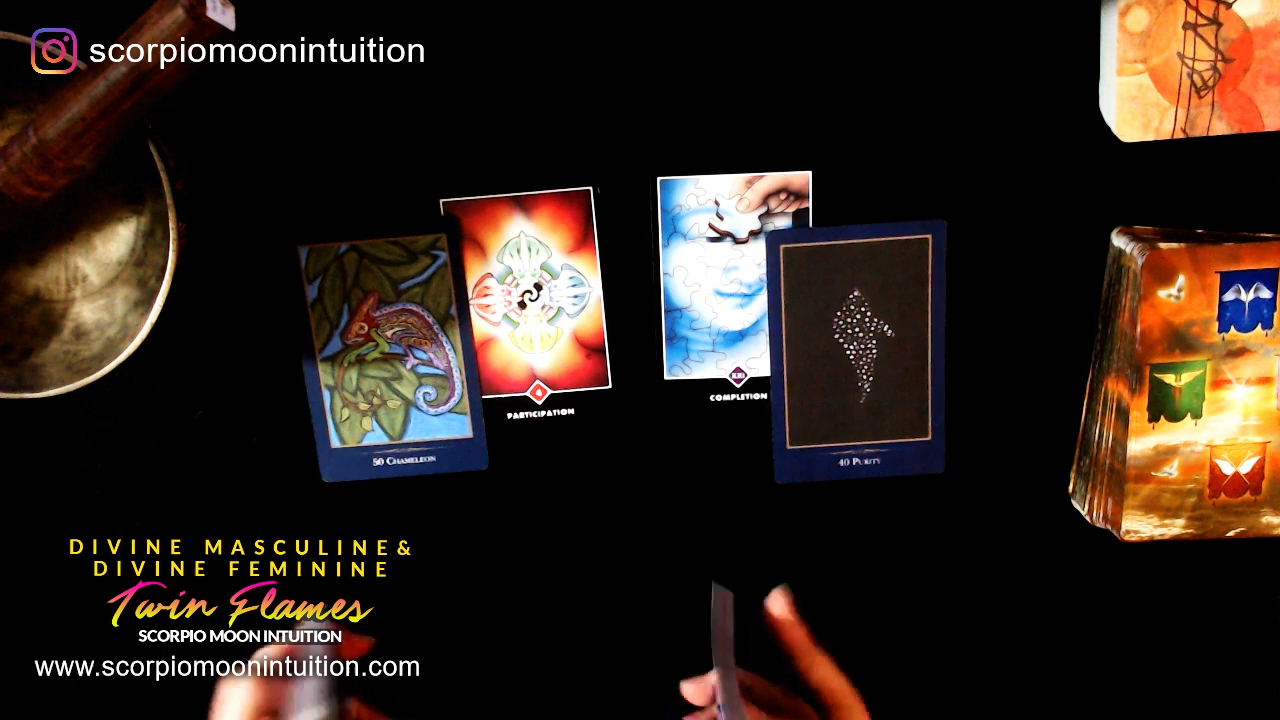 scorpiomoonintuition
4
PARTICIPATION
COMPLETION
50 CHAMELEON
40 PURITY
DIVINE MASCULINE&
DIVINE FEMININE
Twin Flames
SCORPIO MOON INTUITION
www.scorpiomoonintuition.com